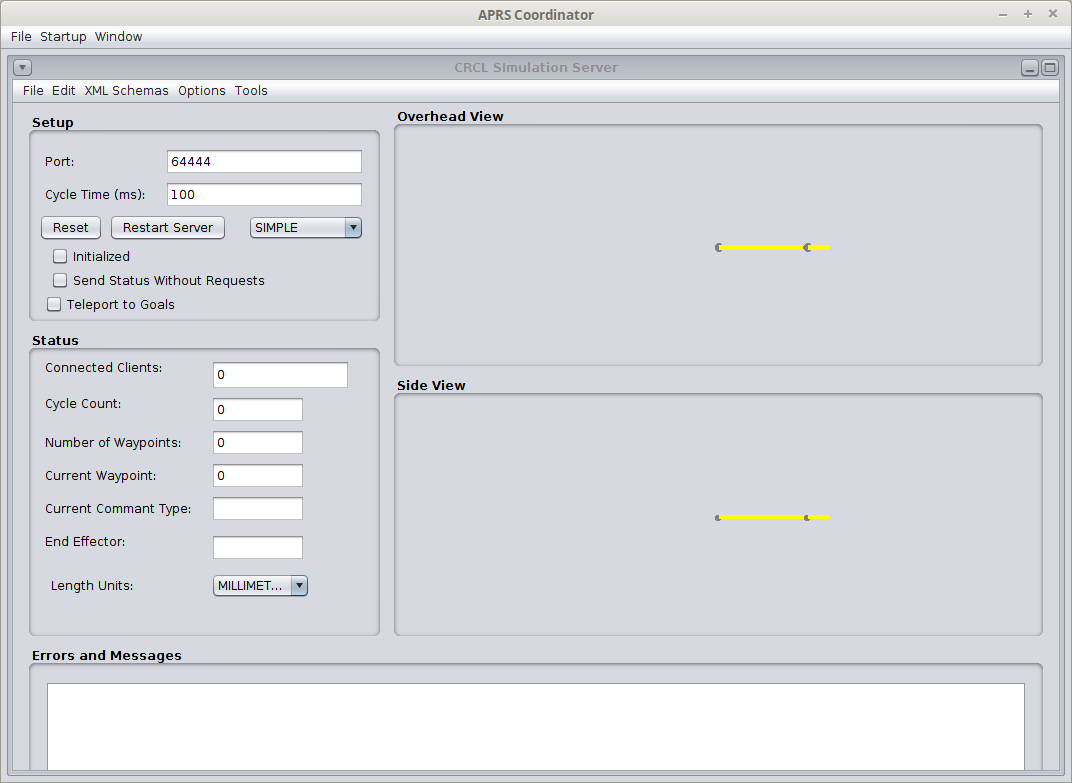 APRS Coordinator
File Startup Window
CRCL Simulation Server
File Edit XML Schemas Options Tools
Setup
Port: 64444
Cycle Time (ms): 100
Reset Restart Server SIMPLE
Initialized
Send Status Without Requests
Teleport to Goals
Status
Connected Clients: 0
Cycle Count: 0
Number of Waypoints: 0
Current Waypoint: 0
Current Commant Type:
End Effector:
Length Units: MILLIMET...
Overhead View
Side View
Errors and Messages